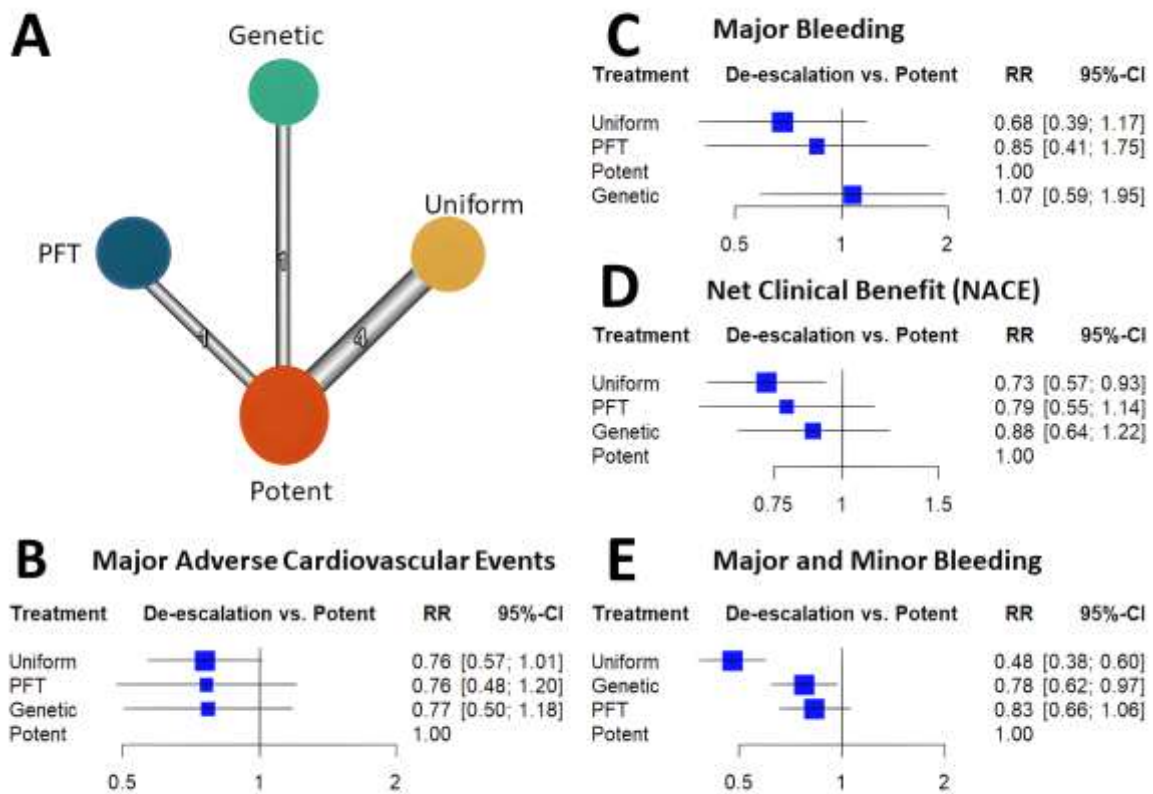 A
Genetic
PFT
Uniform
1
1
4
Potent
B Major Adverse Cardiovascular Events
Treatment De-escalation vs. Potent RR 95%-CI
Uniform 0.76 [0.57; 1.01]
PFT 0.76 [0.48; 1.20]
Genetic 0.77 [0.50; 1.18]
Potent 1.00
0.5 1 2
C Major Bleeding
Treatment De-escalation vs. Potent RR 95%-CI
Uniform 0.68 [0.39; 1.17]
PFT 0.85 [0.41; 1.75]
Potent 1.00
Genetic 1.07 [0.59; 1.95]
0.5 1 2
D Net Clinical Benefit (NACE)
Treatment De-escalation vs. Potent RR 95%-CI
Uniform 0.73 [0.57; 0.93]
PFT 0.79 [0.55; 1.14]
Genetic 0.88 [0.64; 1.22]
Potent 1.00
0.75 1 1.5
E Major and Minor Bleeding
Treatment De-escalation vs. Potent RR 95%-CI
Uniform 0.48 [0.38; 0.60]
Genetic 0.78 [0.62; 0.97]
PFT 0.83 [0.66; 1.06]
Potent 1.00
0.5 1 2